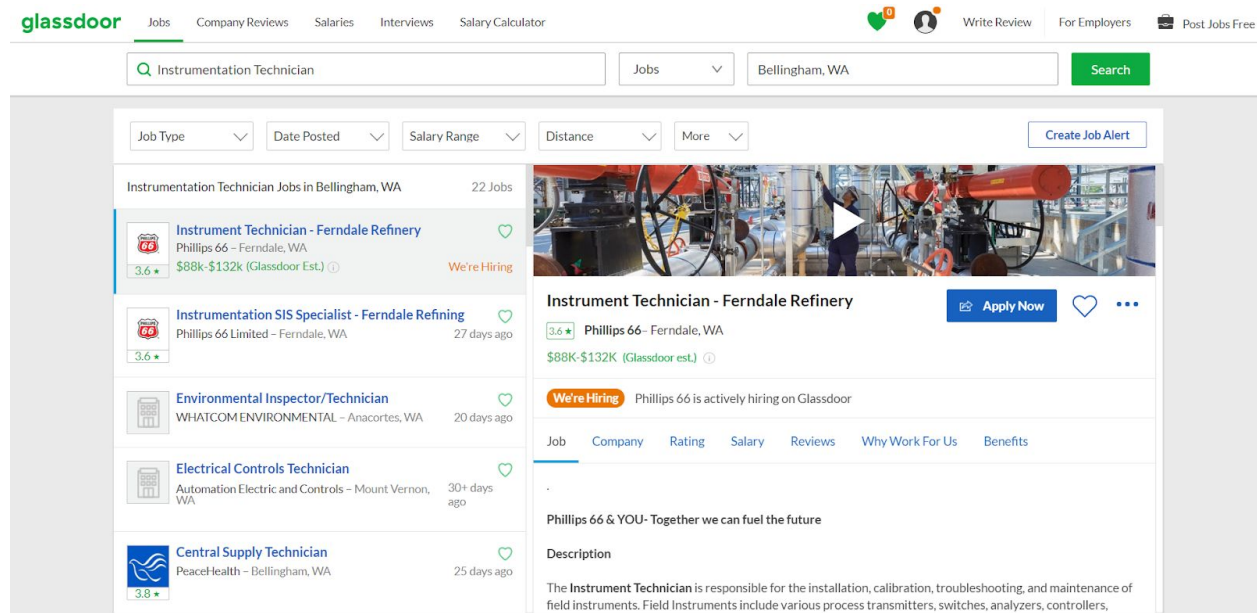 glassdoor Jobs Company Reviews Salaries Interviews Salary Calculator 0 Write Review For Employers Post Jobs Free
Instrumentation Technician Jobs Bellingham, WA Search
Job Type Date Posted Salary Range Distance More Create Job Alert
Instrumentation Technician Jobs in Bellingham, WA 22 Jobs
PHILLIPS
66
3.6 ★
Instrument Technician - Ferndale Refinery
Phillips 66 – Ferndale, WA
$88k-$132k (Glassdoor Est.) We're Hiring
PHILLIPS
66
3.6 ★
Instrumentation SIS Specialist - Ferndale Refining
Phillips 66 Limited – Ferndale, WA 27 days ago
Environmental Inspector/Technician
WHATCOM ENVIRONMENTAL – Anacortes, WA 20 days ago
Electrical Controls Technician
Automation Electric and Controls – Mount Vernon, 30+ days
WA ago
Central Supply Technician
PeaceHealth – Bellingham, WA 25 days ago
3.8 ★
Instrument Technician - Ferndale Refinery Apply Now
3.6 ★ Phillips 66– Ferndale, WA
$88K-$132K (Glassdoor est.)
We're Hiring Phillips 66 is actively hiring on Glassdoor
Job Company Rating Salary Reviews Why Work For Us Benefits
.
Phillips 66 & YOU- Together we can fuel the future
Description
The Instrument Technician is responsible for the installation, calibration, troubleshooting, and maintenance of
field instruments. Field Instruments include various process transmitters, switches, analyzers, controllers,